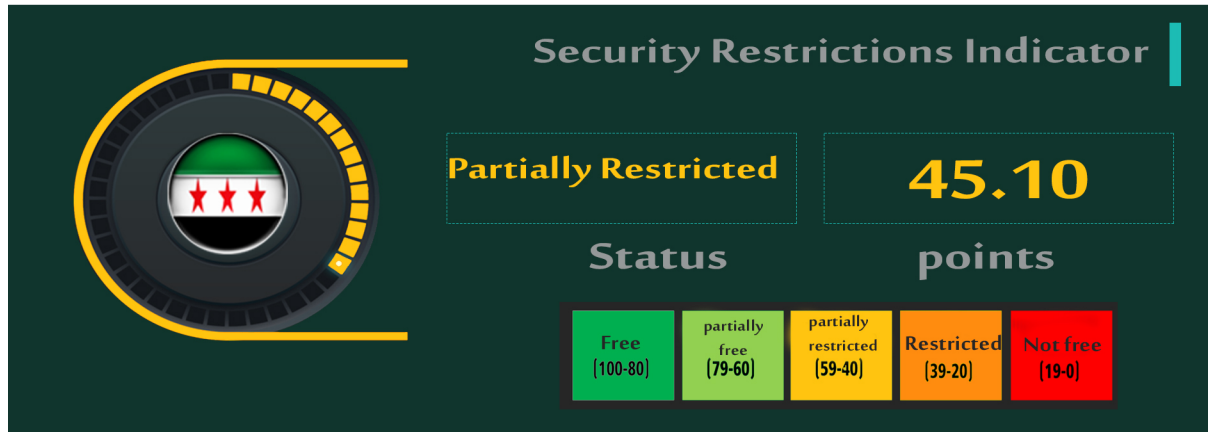 Security Restrictions Indicator
Partially Restricted
45.10
Status
points
Free
(100-80)
partially
free
(79-60)
partially
restricted
(59-40)
Restricted
(39-20)
Not free
(19-0)